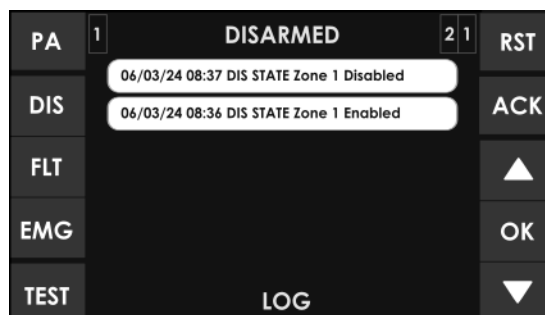 PA 1 DISARMED 2 1 RST
06/03/24 08:37 DIS STATE Zone 1 Disabled
DIS 06/03/24 08:36 DIS STATE Zone 1 Enabled ACK
FLT
EMG OK
TEST LOG